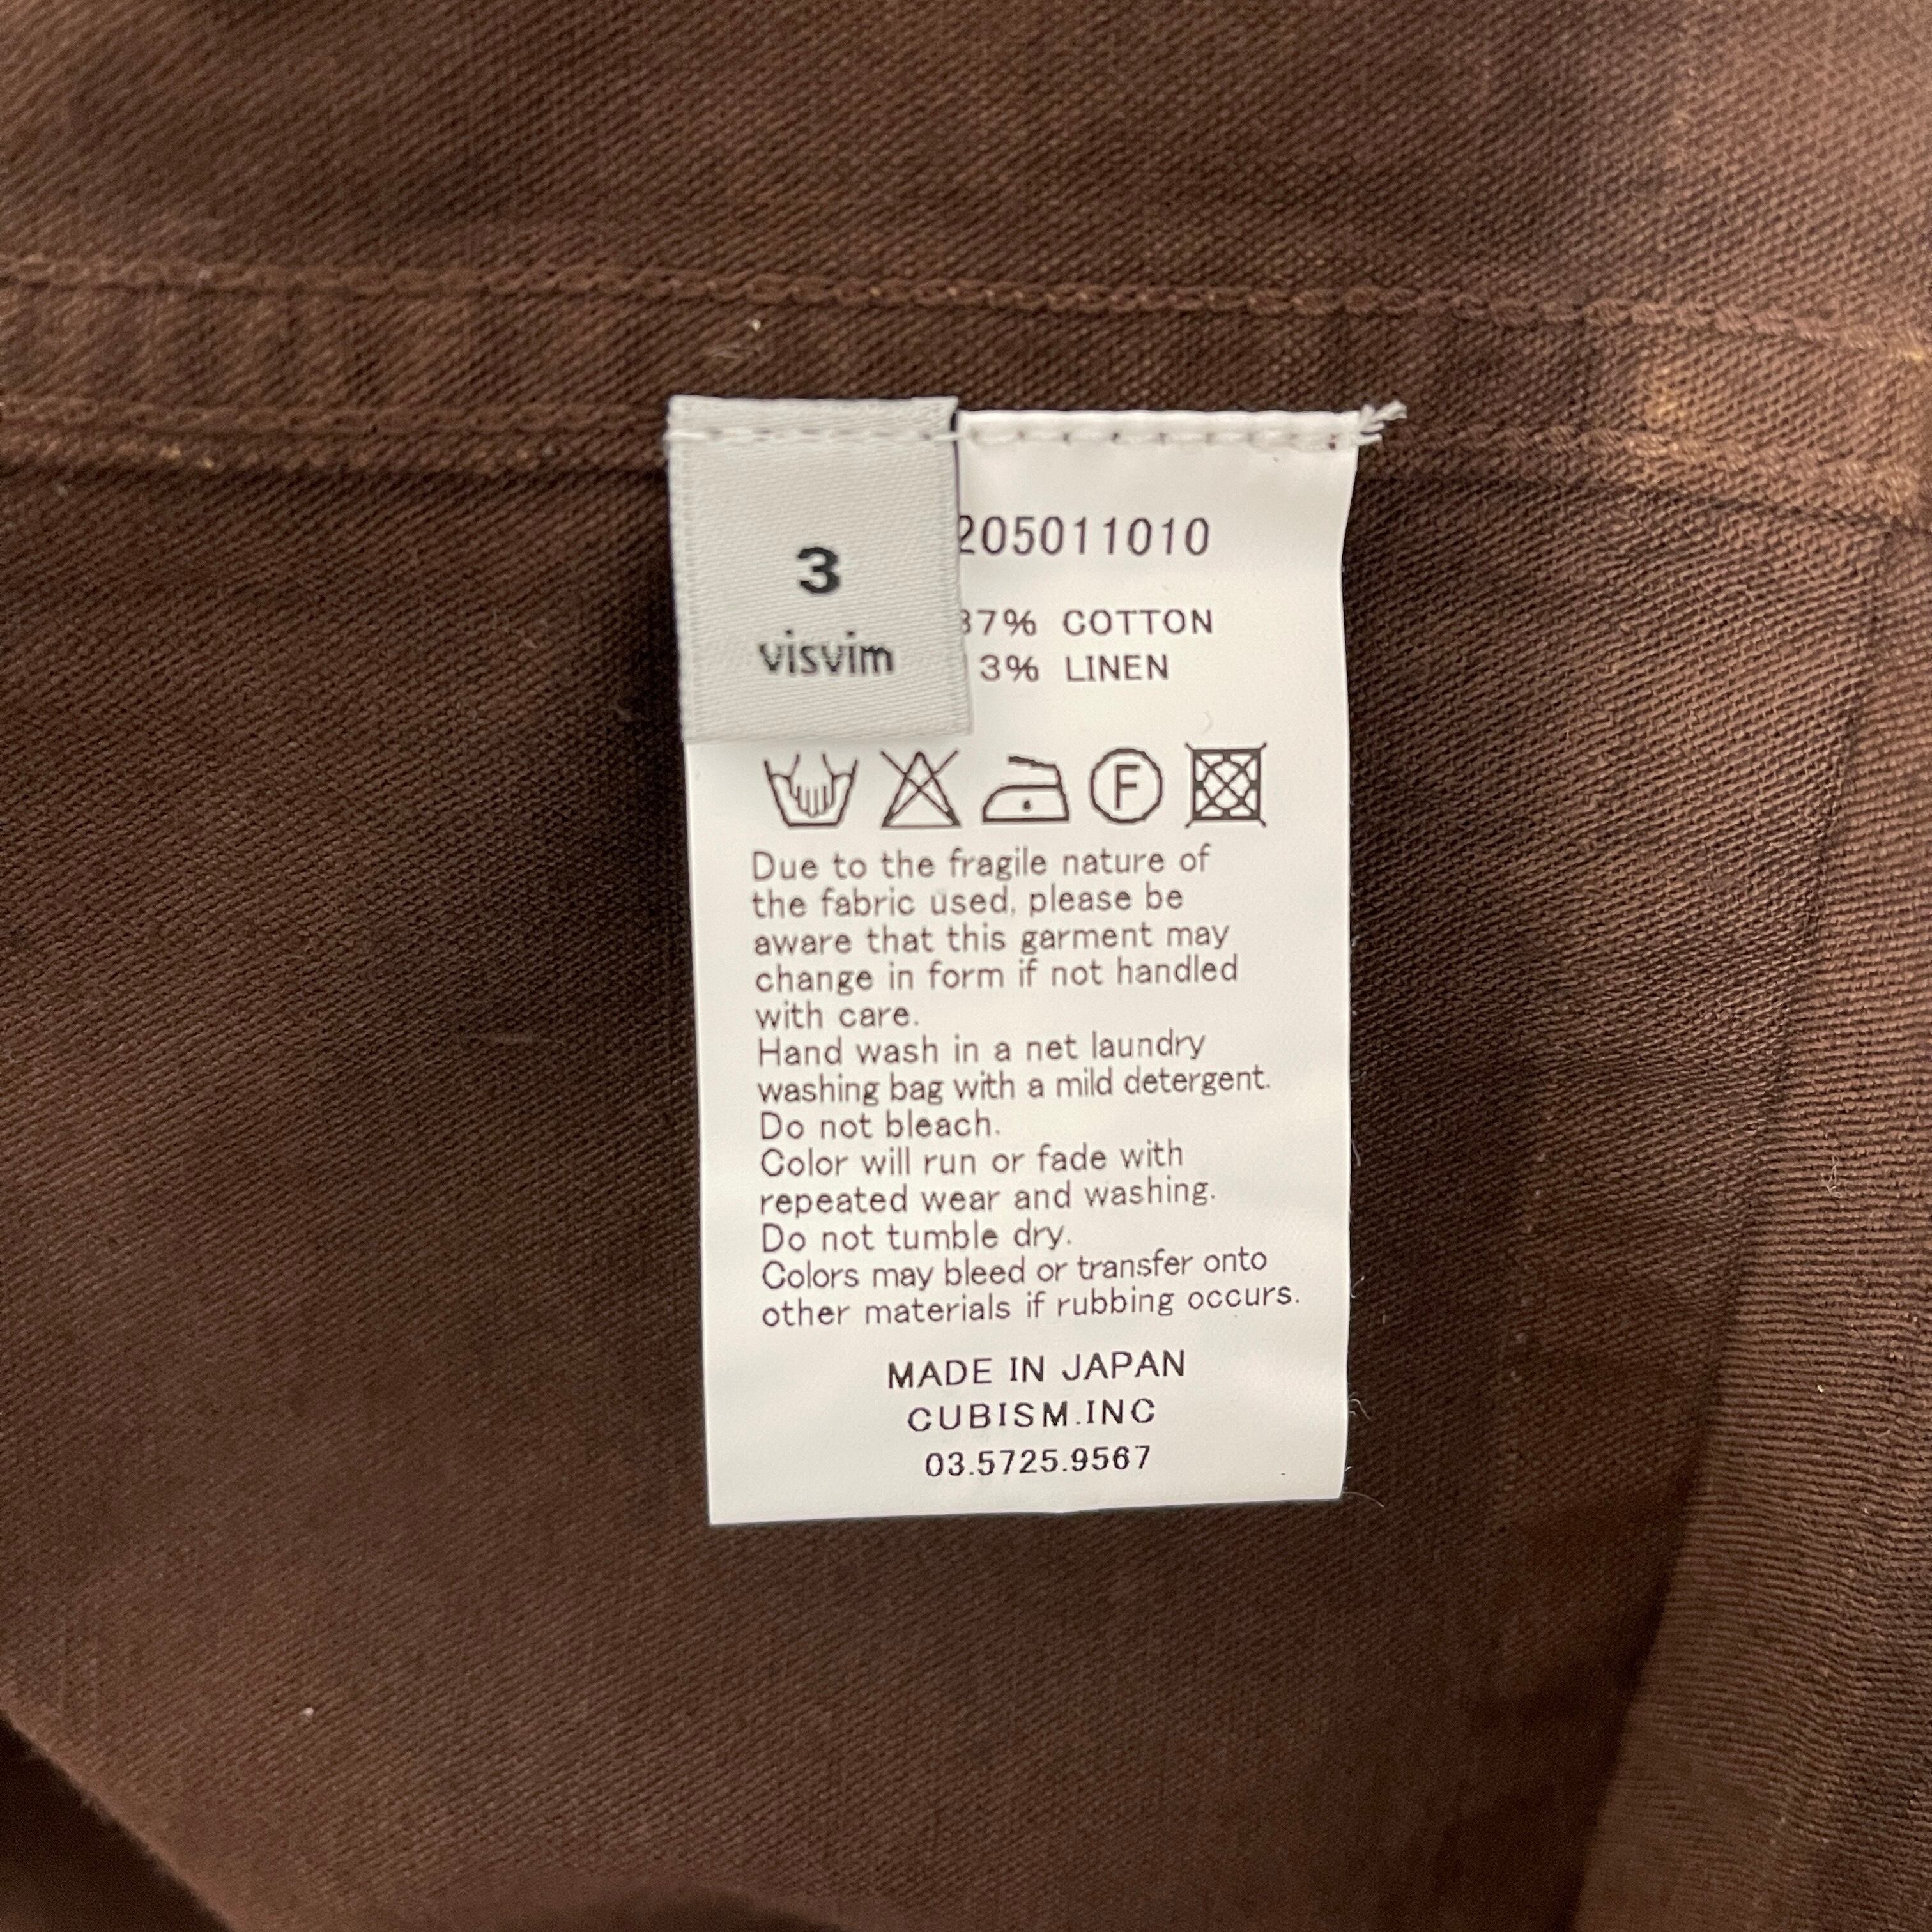 3
visvim
205011010
37% COTTON
3% LINEN
F
Due to the fragile nature of
the fabric used, please be
aware that this garment may
change in form if not handled
with care.
Hand wash in a net laundry
washing bag with a mild detergent.
Do not bleach.
Color will run or fade with
repeated wear and washing.
Do not tumble dry.
Colors may bleed or transfer onto
other materials if rubbing occurs.
MADE IN JAPAN
CUBISM.INC
03.5725.9567